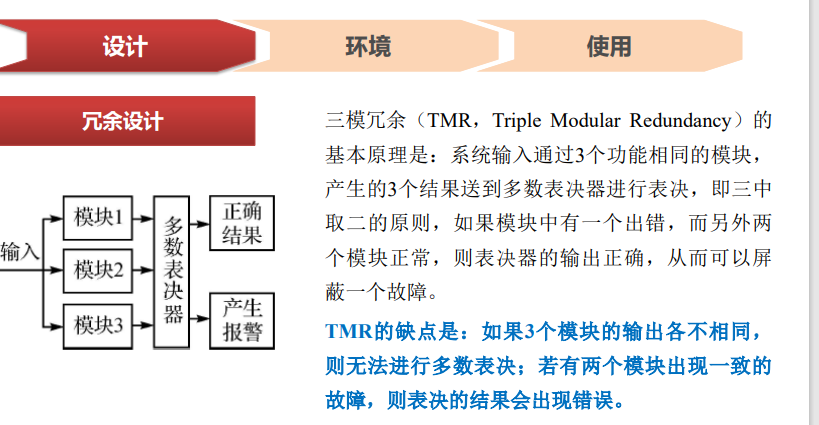 设计
环境
使用
冗余设计
三模冗余（TMR，Triple Modular Redundancy）的
基本原理是：系统输入通过3个功能相同的模块，
产生的3个结果送到多数表决器进行表决，即三中
取二的原则，如果模块中有一个出错，而另外两
个模块正常，则表决器的输出正确，从而可以屏
蔽一个故障。
TMR的缺点是：如果3个模块的输出各不相同，
则无法进行多数表决；若有两个模块出现一致的
故障，则表决的结果会出现错误。
输入
模块1
模块2
模块3
多数表决器
正确
结果
产生
报警